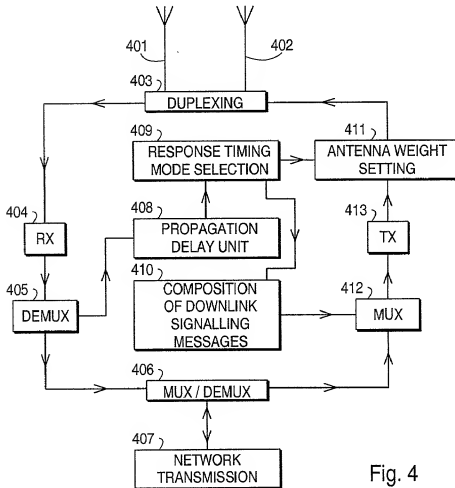 401
402
403
DUPLEXING
409
RESPONSE TIMING
MODE SELECTION
411
ANTENNA WEIGHT
SETTING
404
RX
408
PROPAGATION
DELAY UNIT
413
TX
405
DEMUX
410
COMPOSITION
OF DOWNLINK
SIGNALLING
MESSAGES
412
MUX
406
MUX / DEMUX
407
NETWORK
TRANSMISSION
Fig. 4